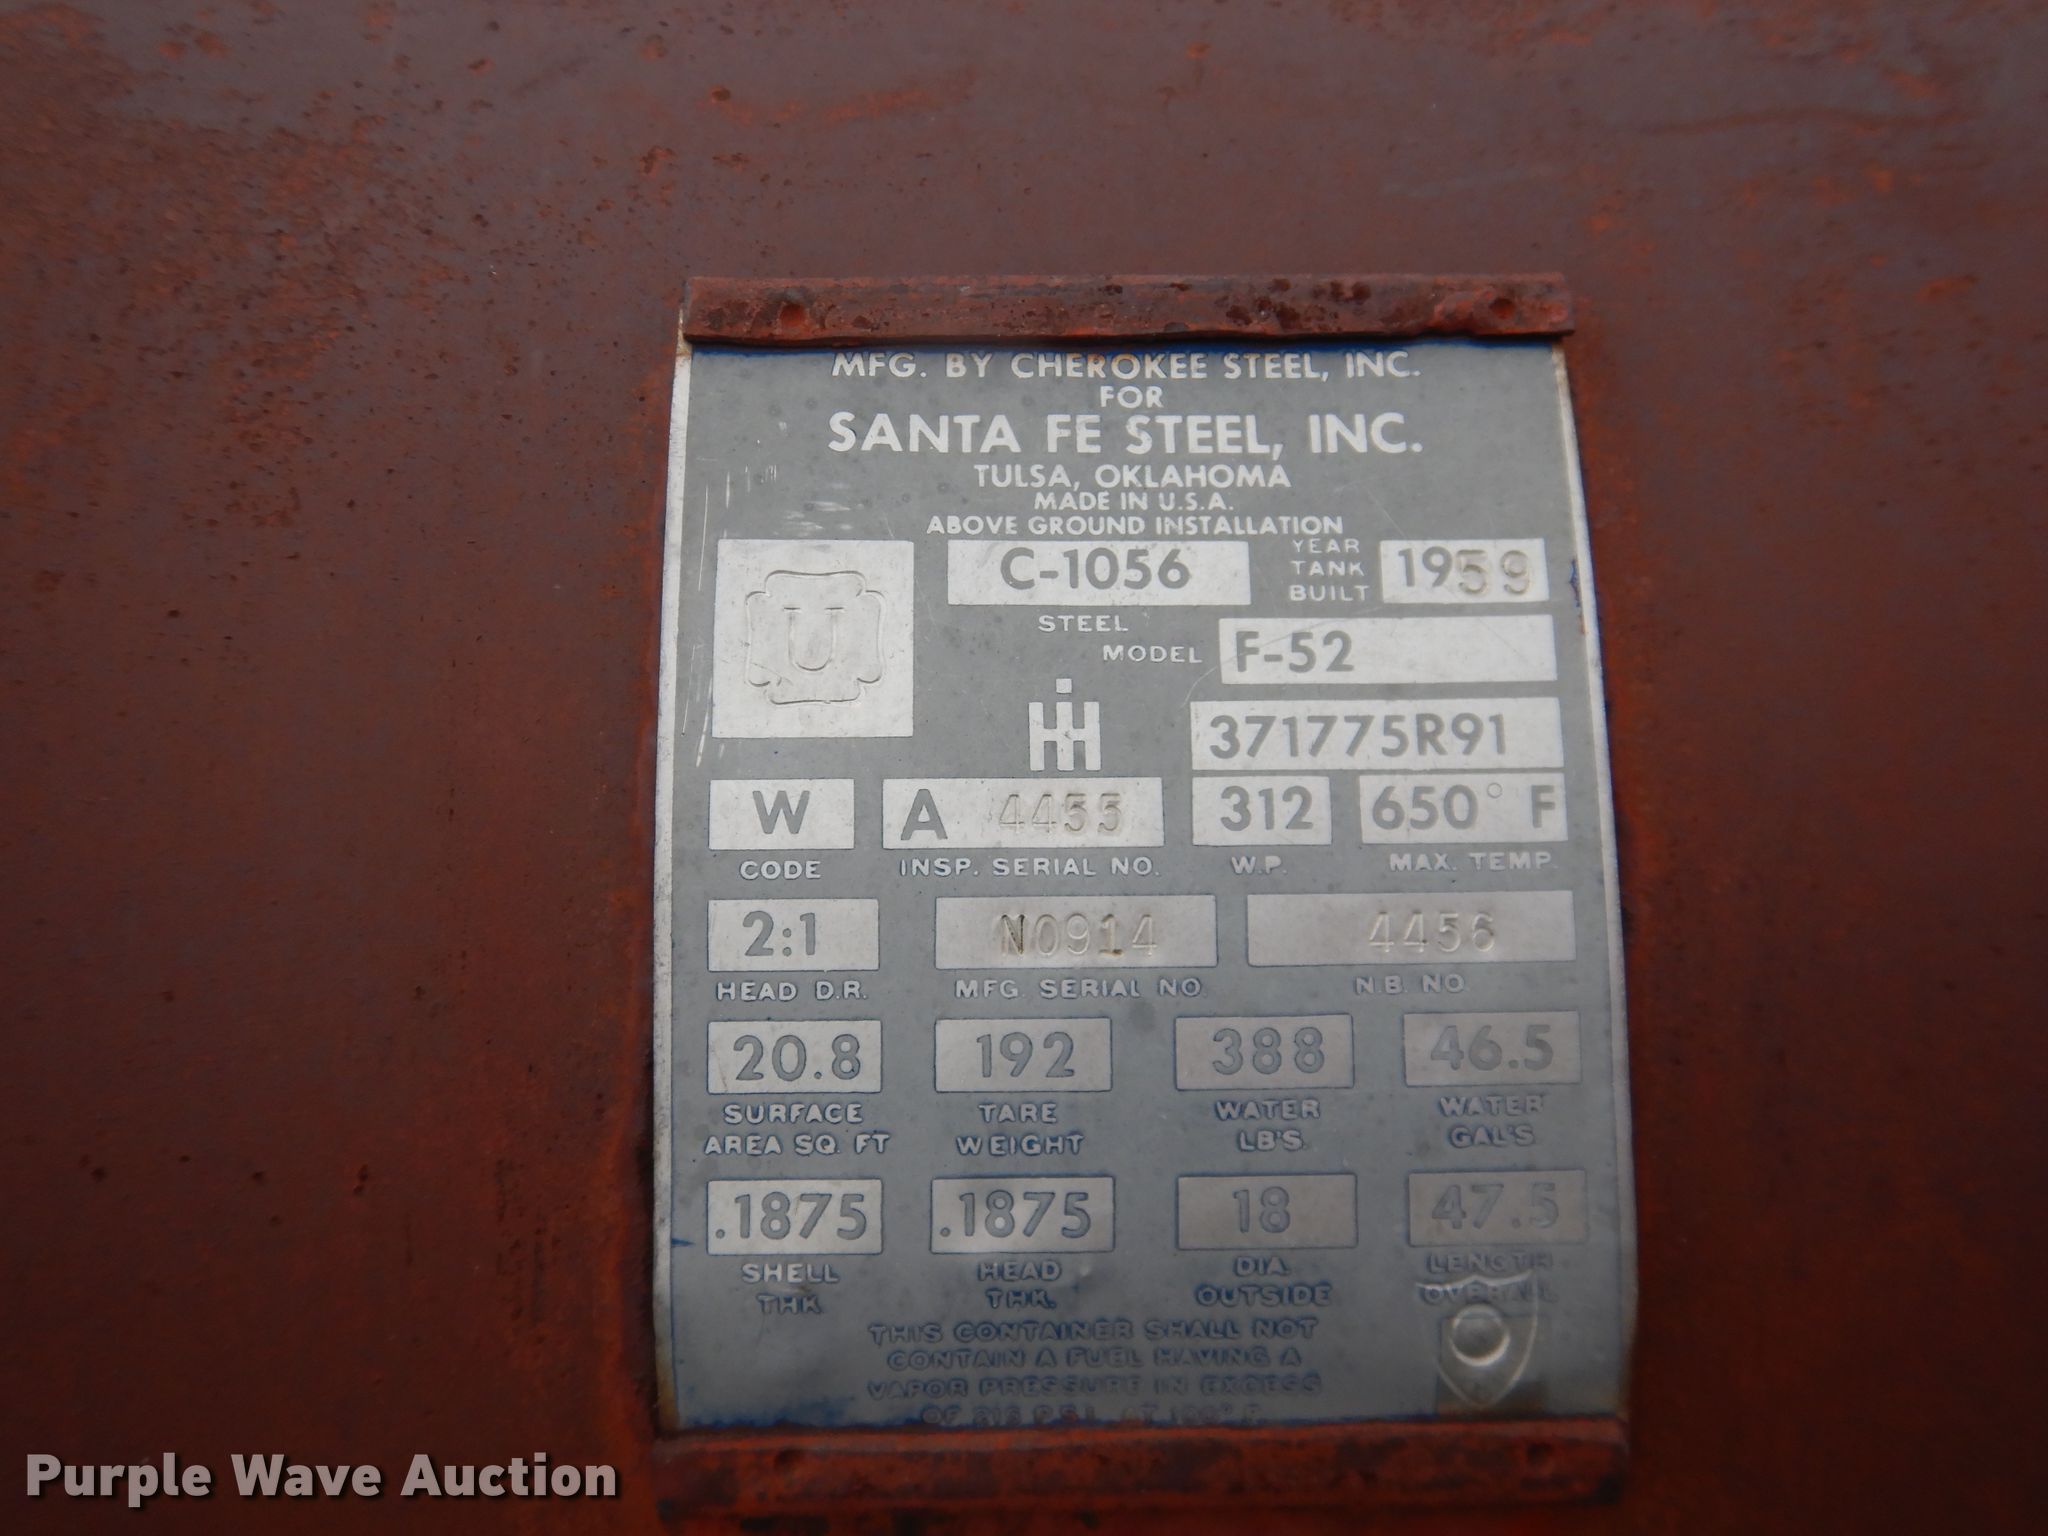 MFG. BY CHEROKEE STEEL, INC.
FOR
SANTA FE STEEL, INC.
TULSA, OKLAHOMA
MADE IN U.S.A.
ABOVE GROUND INSTALLATION
U
C-1056
STEEL
YEAR
TANK
BUILT
1959
MODEL
F-52
IH
371775R91
W
CODE
A 4455
INSP. SERIAL NO.
312
W.P.
650° F
MAX. TEMP.
2:1
HEAD D.R.
N0914
MFG. SERIAL NO.
4456
N.B. NO.
20.8
SURFACE
AREA SQ. FT
192
TARE
WEIGHT
388
WATER
LB'S.
46.5
WATER
GAL'S
.1875
SHELL
THK.
.1875
HEAD
THK.
18
DIA.
OUTSIDE
47.5
LENGTH
OVERALL
THIS CONTAINER SHALL NOT
CONTAIN A FUEL HAVING A
VAPOR PRESSURE IN EXCESS
OF P.S.I. AT F.
Purple Wave Auction